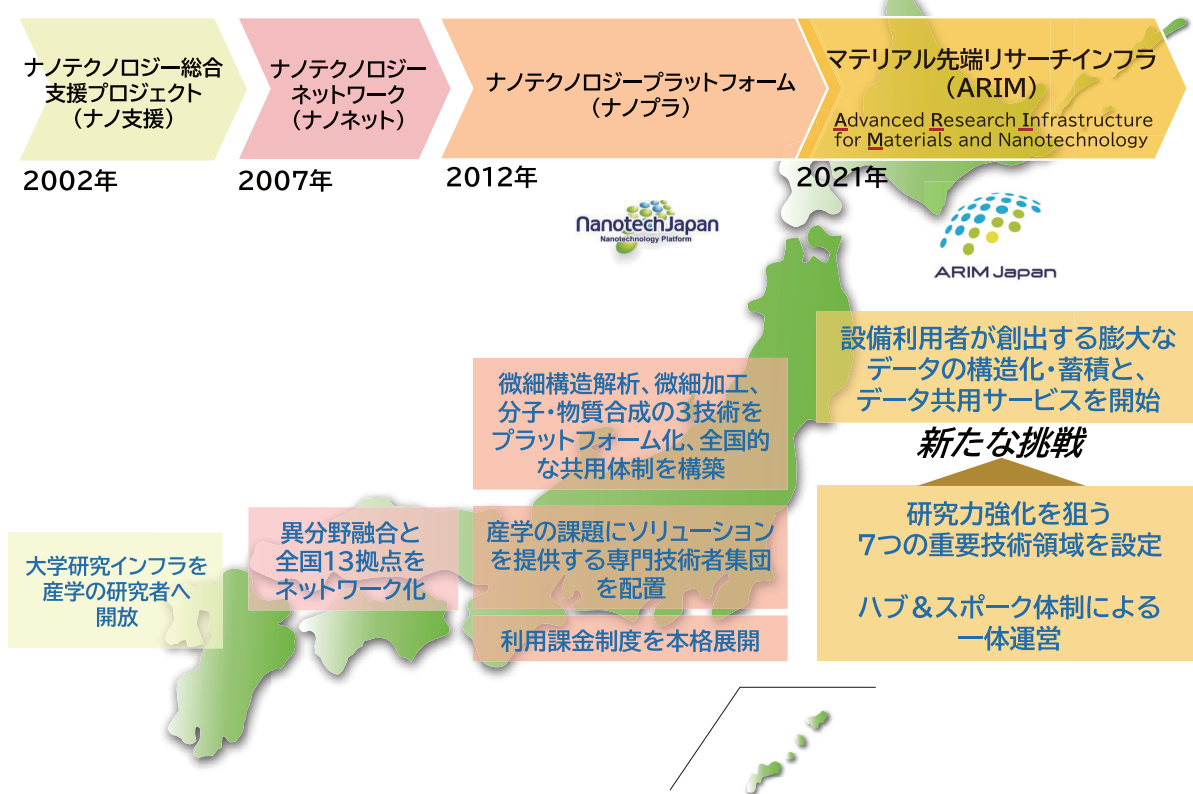 ナノテクノロジー総合
支援プロジェクト
（ナノ支援）
ナノテクノロジー
ネットワーク
（ナノネット）
ナノテクノロジープラットフォーム
（ナノプラ）
マテリアル先端リサーチインフラ
（ARIM）
Advanced Research Infrastructure
for Materials and Nanotechnology
2002年
2007年
2012年
2021年
NanotechJapan
Nanotechnology Platform
ARIM Japan
設備利用者が創出する膨大な
データの構造化・蓄積と、
データ共用サービスを開始
新たな挑戦
研究力強化を狙う
7つの重要技術領域を設定
ハブ＆スポーク体制による
一体運営
微細構造解析、微細加工、
分子・物質合成の3技術を
プラットフォーム化、全国的
な共用体制を構築
産学の課題にソリューション
を提供する専門技術者集団
を配置
利用課金制度を本格展開
異分野融合と
全国13拠点を
ネットワーク化
大学研究インフラを
産学の研究者へ
開放